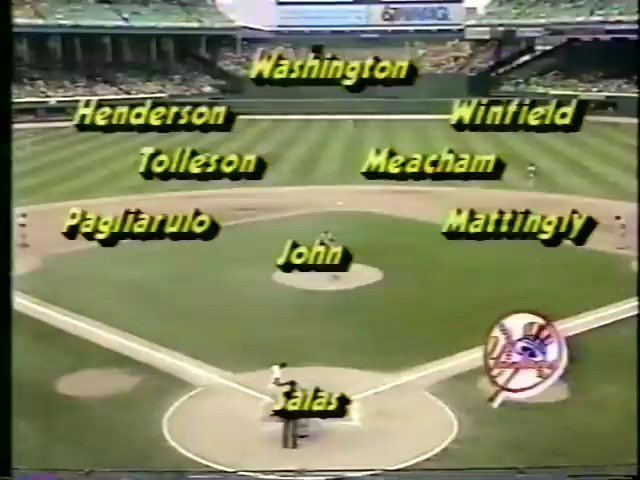 Washington
Henderson Winfield
Tolleson Meacham
Pagliarulo Mattingly
John
Salas